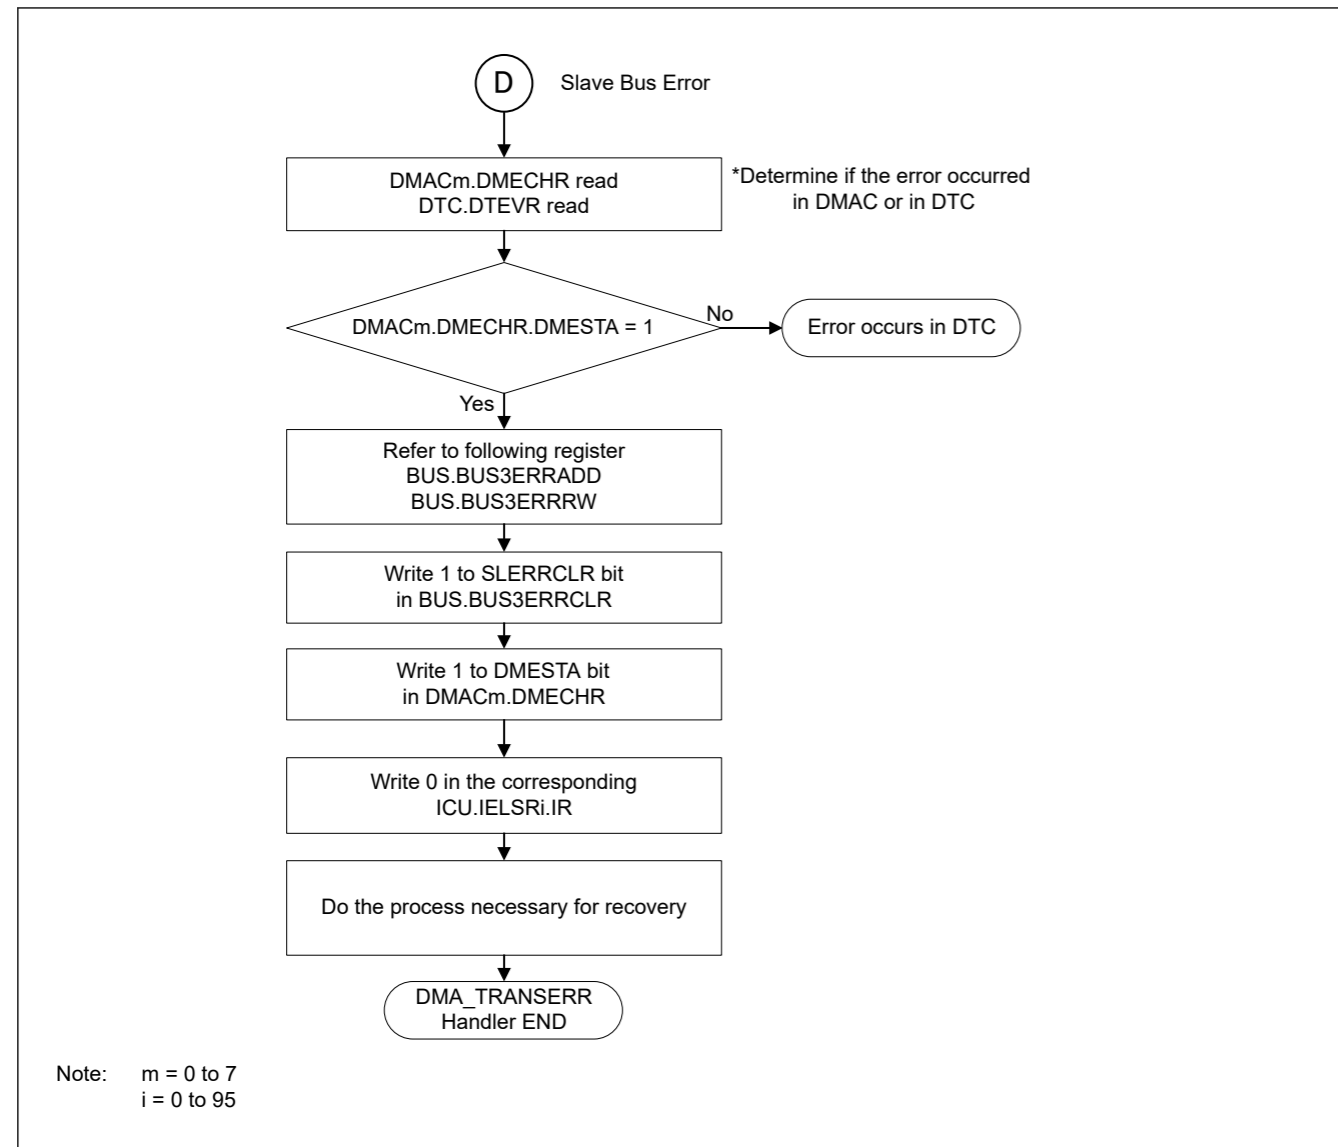 D
Slave Bus Error
DMACm.DMECHR read
DTC.DTEVR read
*Determine if the error occurred
in DMAC or in DTC
DMACm.DMECHR.DMESTA = 1
No
Error occurs in DTC
Yes
Refer to following register
BUS.BUS3ERRADD
BUS.BUS3ERRRW
Write 1 to SLERRCLR bit
in BUS.BUS3ERRCLR
Write 1 to DMESTA bit
in DMACm.DMECHR
Write 0 in the corresponding
ICU.IELSRi.IR
Do the process necessary for recovery
DMA_TRANSERR
Handler END
Note: m = 0 to 7
i = 0 to 95